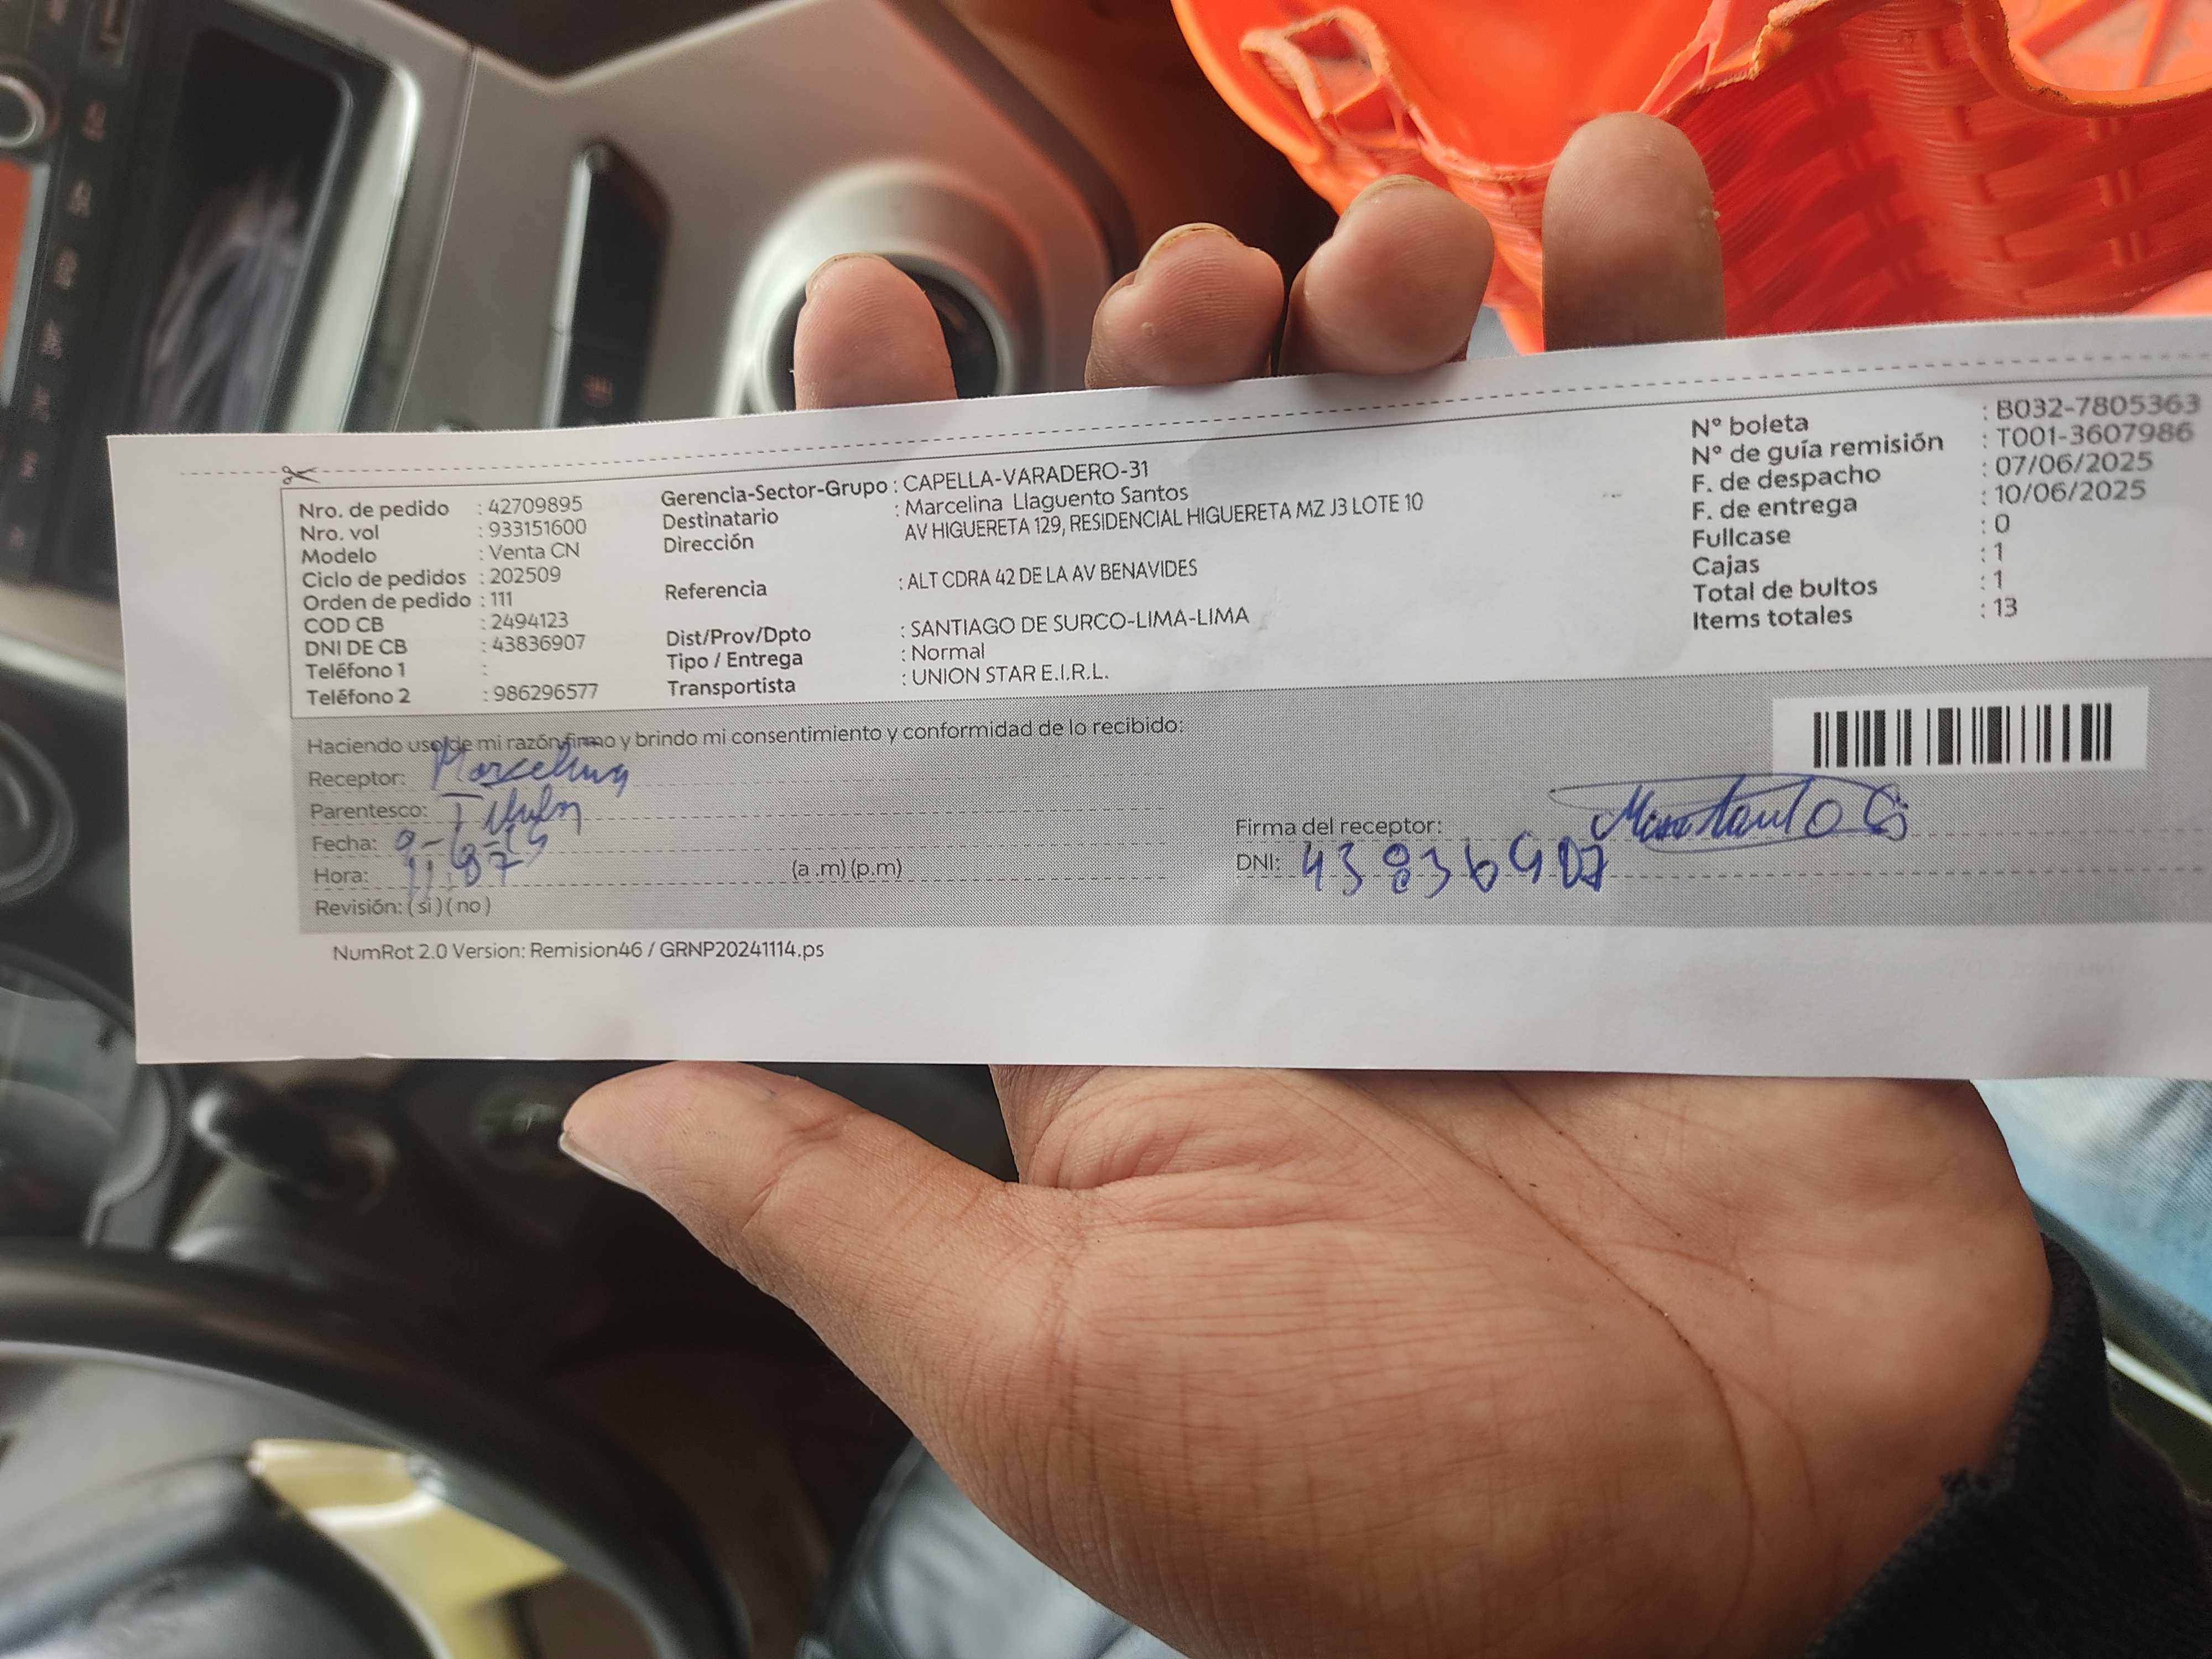 Nro. de pedido : 42709895
Nro. vol : 933151600
Modelo : Venta CN
Ciclo de pedidos : 202509
Orden de pedido : 111
COD CB : 2494123
DNI DE CB : 43836907
Teléfono 1 :
Teléfono 2 : 986296577
Gerencia-Sector-Grupo : CAPELLA-VARADERO-31
Destinatario : Marcelina Llaguento Santos
Dirección AV HIGUERETA 129, RESIDENCIAL HIGUERETA MZ J3 LOTE 10
Referencia : ALT CDRA 42 DE LA AV BENAVIDES
Dist/Prov/Dpto : SANTIAGO DE SURCO-LIMA-LIMA
Tipo / Entrega : Normal
Transportista : UNION STAR E.I.R.L.
N° boleta : B032-7805363
N° de guía remisión : T001-3607986
F. de despacho : 07/06/2025
F. de entrega : 10/06/2025
Fullcase : 0
Cajas : 1
Total de bultos : 1
Items totales : 13
Haciendo uso de mi razón firmo y brindo mi consentimiento y conformidad de lo recibido:
Receptor: Marcelina
Parentesco:
Fecha:
Hora: (a .m) (p.m)
Revisión: ( si ) ( no )
Firma del receptor:
DNI: 43836907
NumRot 2.0 Version: Remision46 / GRNP20241114.ps